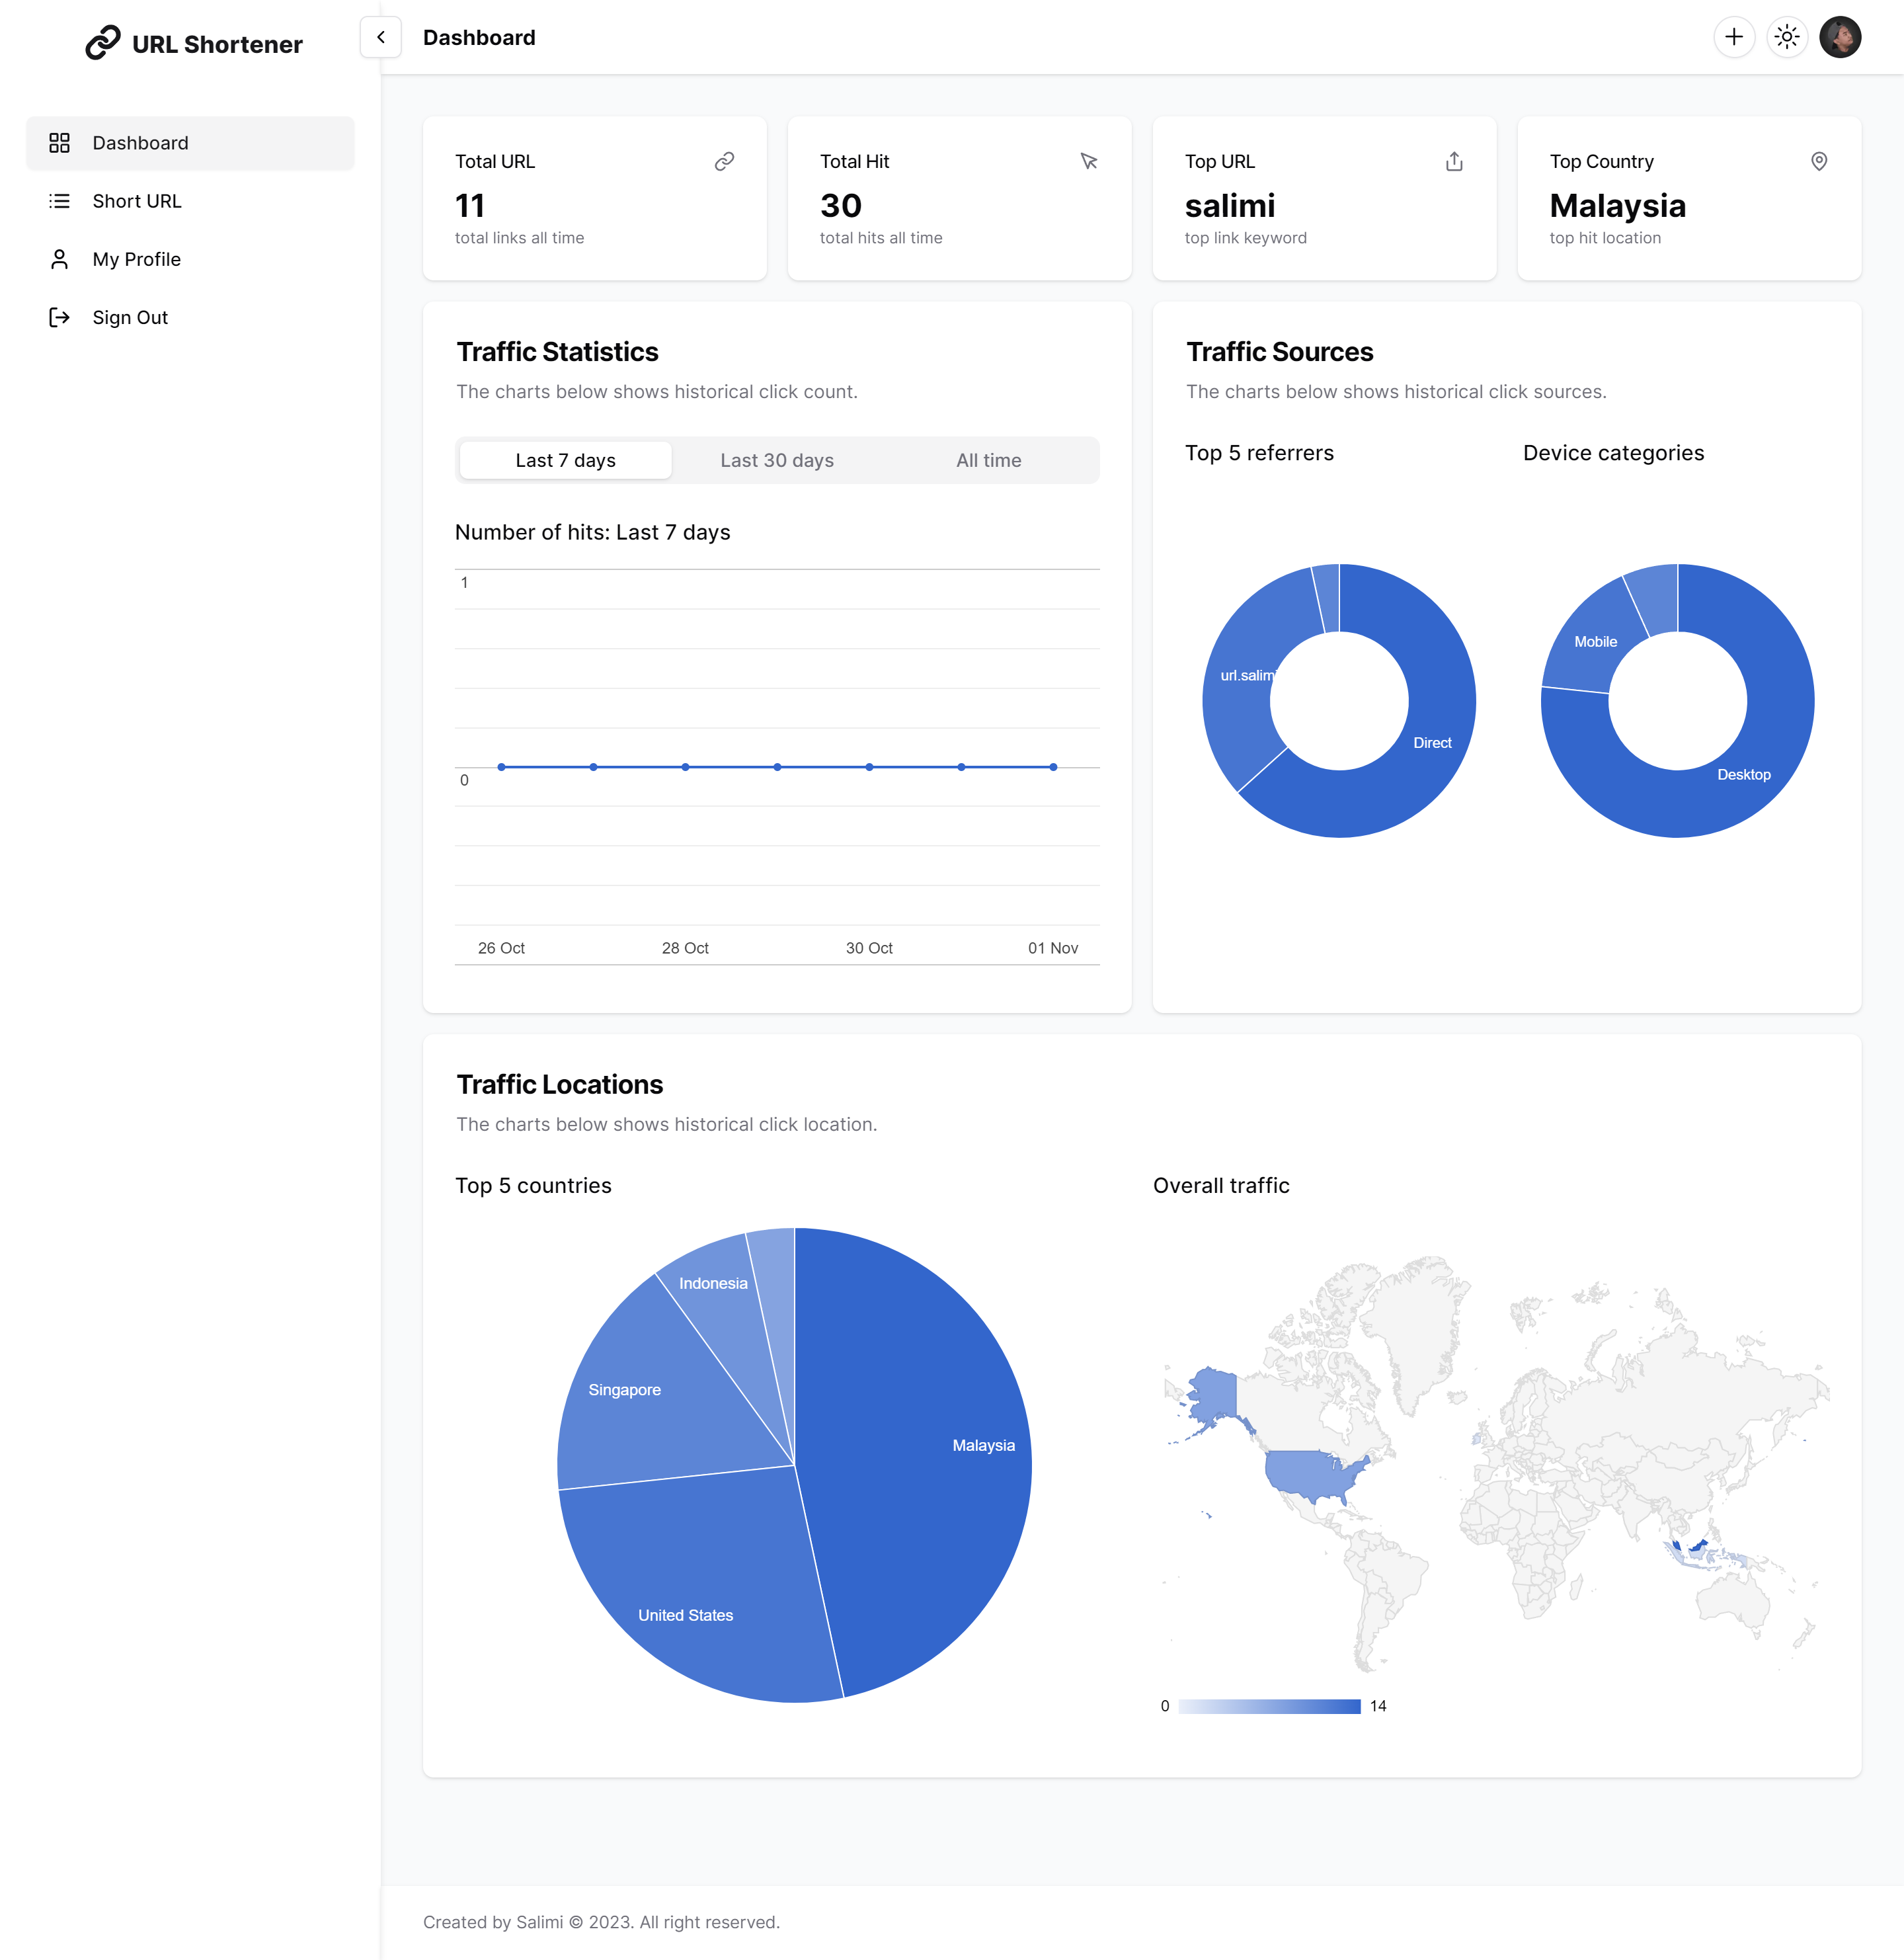 URL Shortener
Dashboard
Dashboard
Short URL
My Profile
Sign Out
Total URL
11
total links all time
Total Hit
30
total hits all time
Top URL
salimi
top link keyword
Top Country
Malaysia
top hit location
Traffic Statistics
The charts below shows historical click count.
Last 7 days
Last 30 days
All time
Number of hits: Last 7 days
1
0
26 Oct
28 Oct
30 Oct
01 Nov
Traffic Sources
The charts below shows historical click sources.
Top 5 referrers
url.salim
Direct
Device categories
Mobile
Desktop
Traffic Locations
The charts below shows historical click location.
Top 5 countries
Indonesia
Singapore
Malaysia
United States
Overall traffic
0
14
Created by Salimi © 2023. All right reserved.